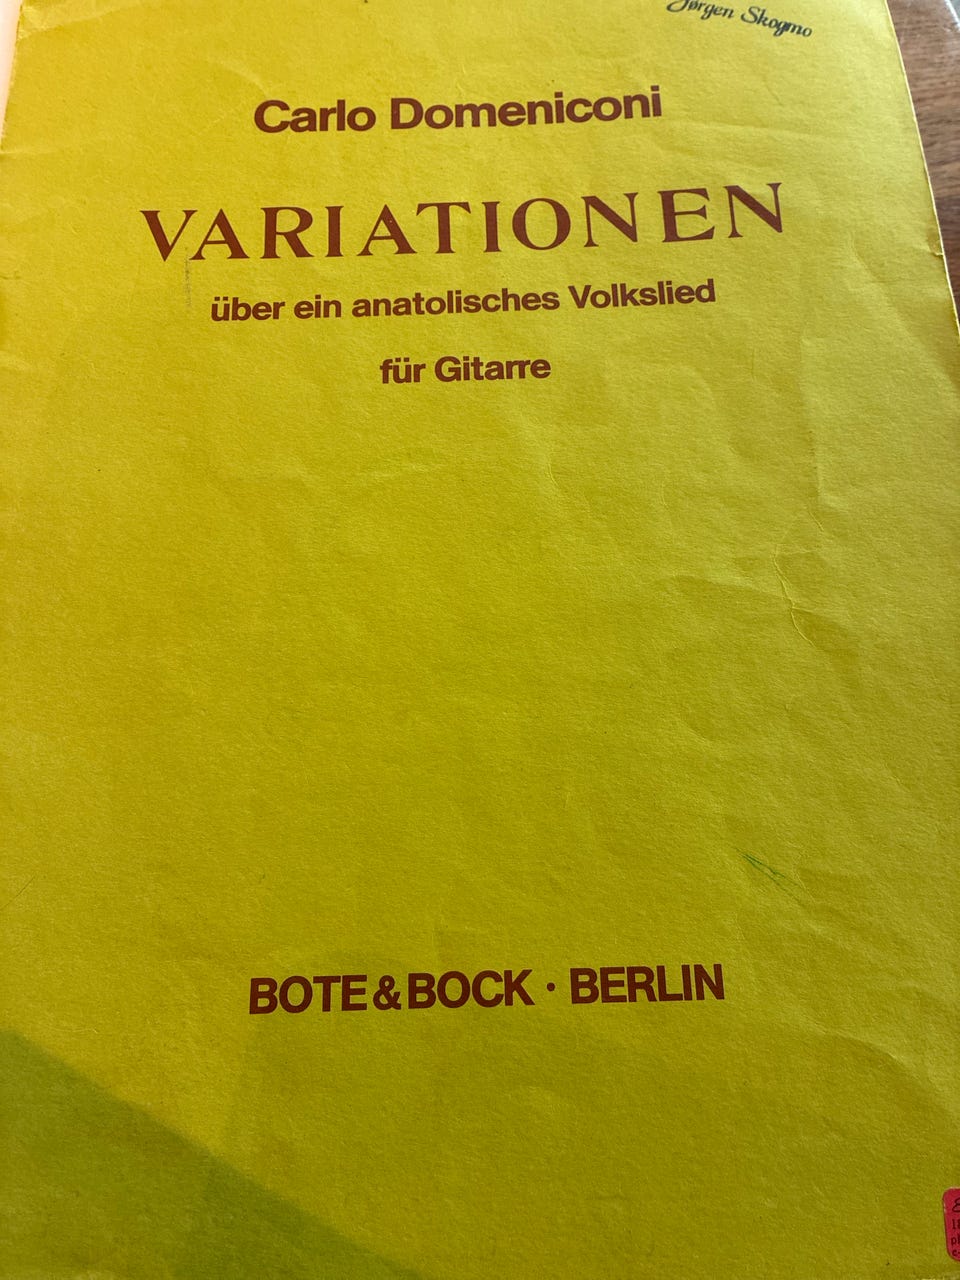 Jørgen Skogmo
Carlo Domeniconi
VARIATIONEN
über ein anatolisches Volkslied
für Gitarre
BOTE & BOCK · BERLIN